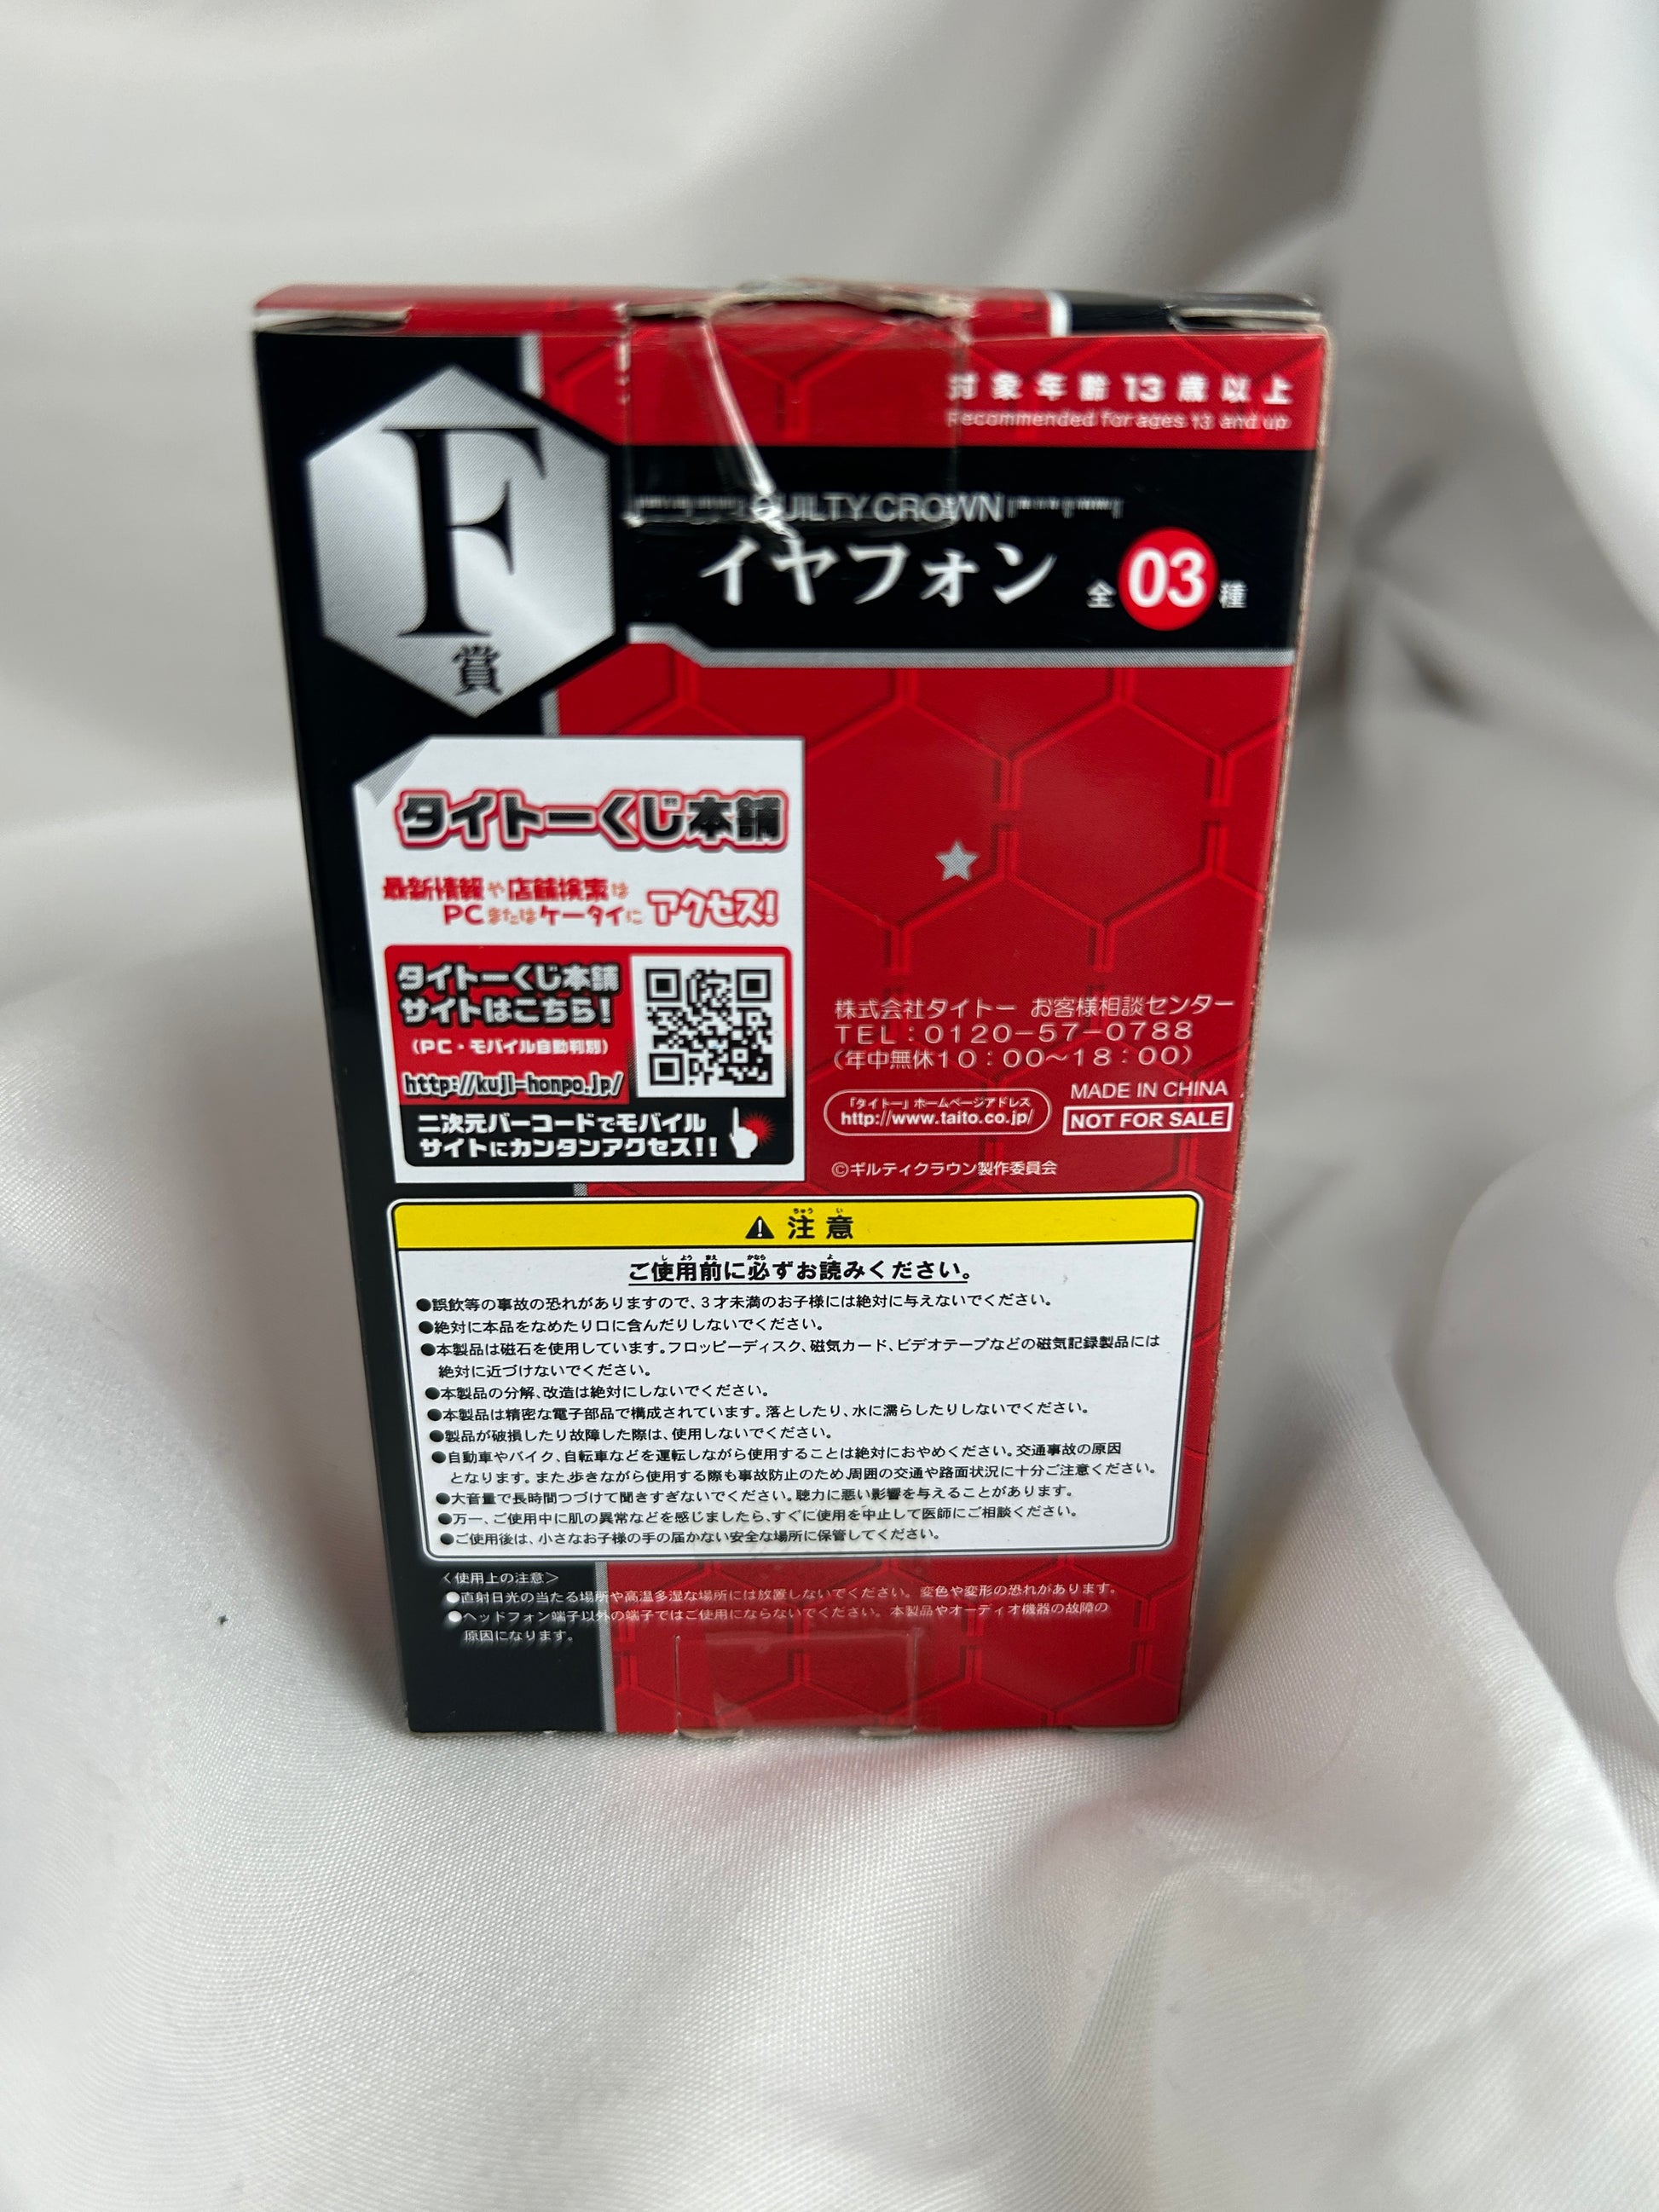 対象年齢13歳以上
Recommended for ages 13 and up
F
賞
GUILTY CROWN
イヤフォン
全03種
タイトーくじ本舗
最新情報や店舗検索は
PCまたはケータイにアクセス!
タイトーくじ本舗
サイトはこちら!
(PC・モバイル自動判別)
http://kuji-honpo.jp/
二次元バーコードでモバイル
サイトにカンタンアクセス!!
株式会社タイトー お客様相談センター
TEL:0120-57-0788
(年中無休10:00〜18:00)
「タイトー」ホームページアドレス
http://www.taito.co.jp/
MADE IN CHINA
NOT FOR SALE
©ギルティクラウン製作委員会
⚠注意
ご使用前に必ずお読みください。
●誤飲等の事故の恐れがありますので、3才未満のお子様には絶対に与えないでください。
●絶対に本品をなめたり口に含んだりしないでください。
●本製品は磁石を使用しています。フロッピーディスク、磁気カード、ビデオテープなどの磁気記録製品には
絶対に近づけないでください。
●本製品の分解、改造は絶対にしないでください。
●本製品は精密な電子部品で構成されています。落としたり、水に濡らしたりしないでください。
●製品が破損したり故障した際は、使用しないでください。
●自動車やバイク、自転車などを運転しながら使用することは絶対におやめください。交通事故の原因
となります。また、歩きながら使用する際も事故防止のため、周囲の交通や路面状況に十分ご注意ください。
●大音量で長時間つづけて聞きすぎないでください。聴力に悪い影響を与えることがあります。
●万一、ご使用中に肌の異常などを感じましたら、すぐに使用を中止して医師にご相談ください。
●ご使用後は、小さなお子様の手の届かない安全な場所に保管してください。
<使用上の注意>
●直射日光の当たる場所や高温多湿な場所には放置しないでください。変色や変形の恐れがあります。
●ヘッドフォン端子以外の端子ではご使用にならないでください。本製品やオーディオ機器の故障の
原因になります。